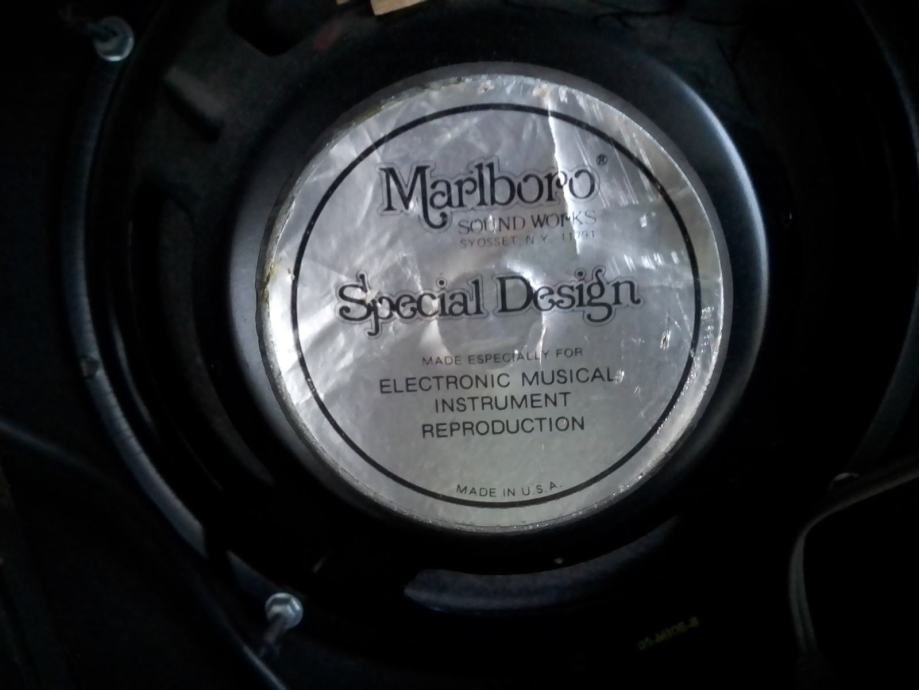 Marlboro®
SOUND WORKS
SYOSSET, N.Y. 11791
Special Design
MADE ESPECIALLY FOR
ELECTRONIC MUSICAL
INSTRUMENT
REPRODUCTION
MADE IN U.S.A.